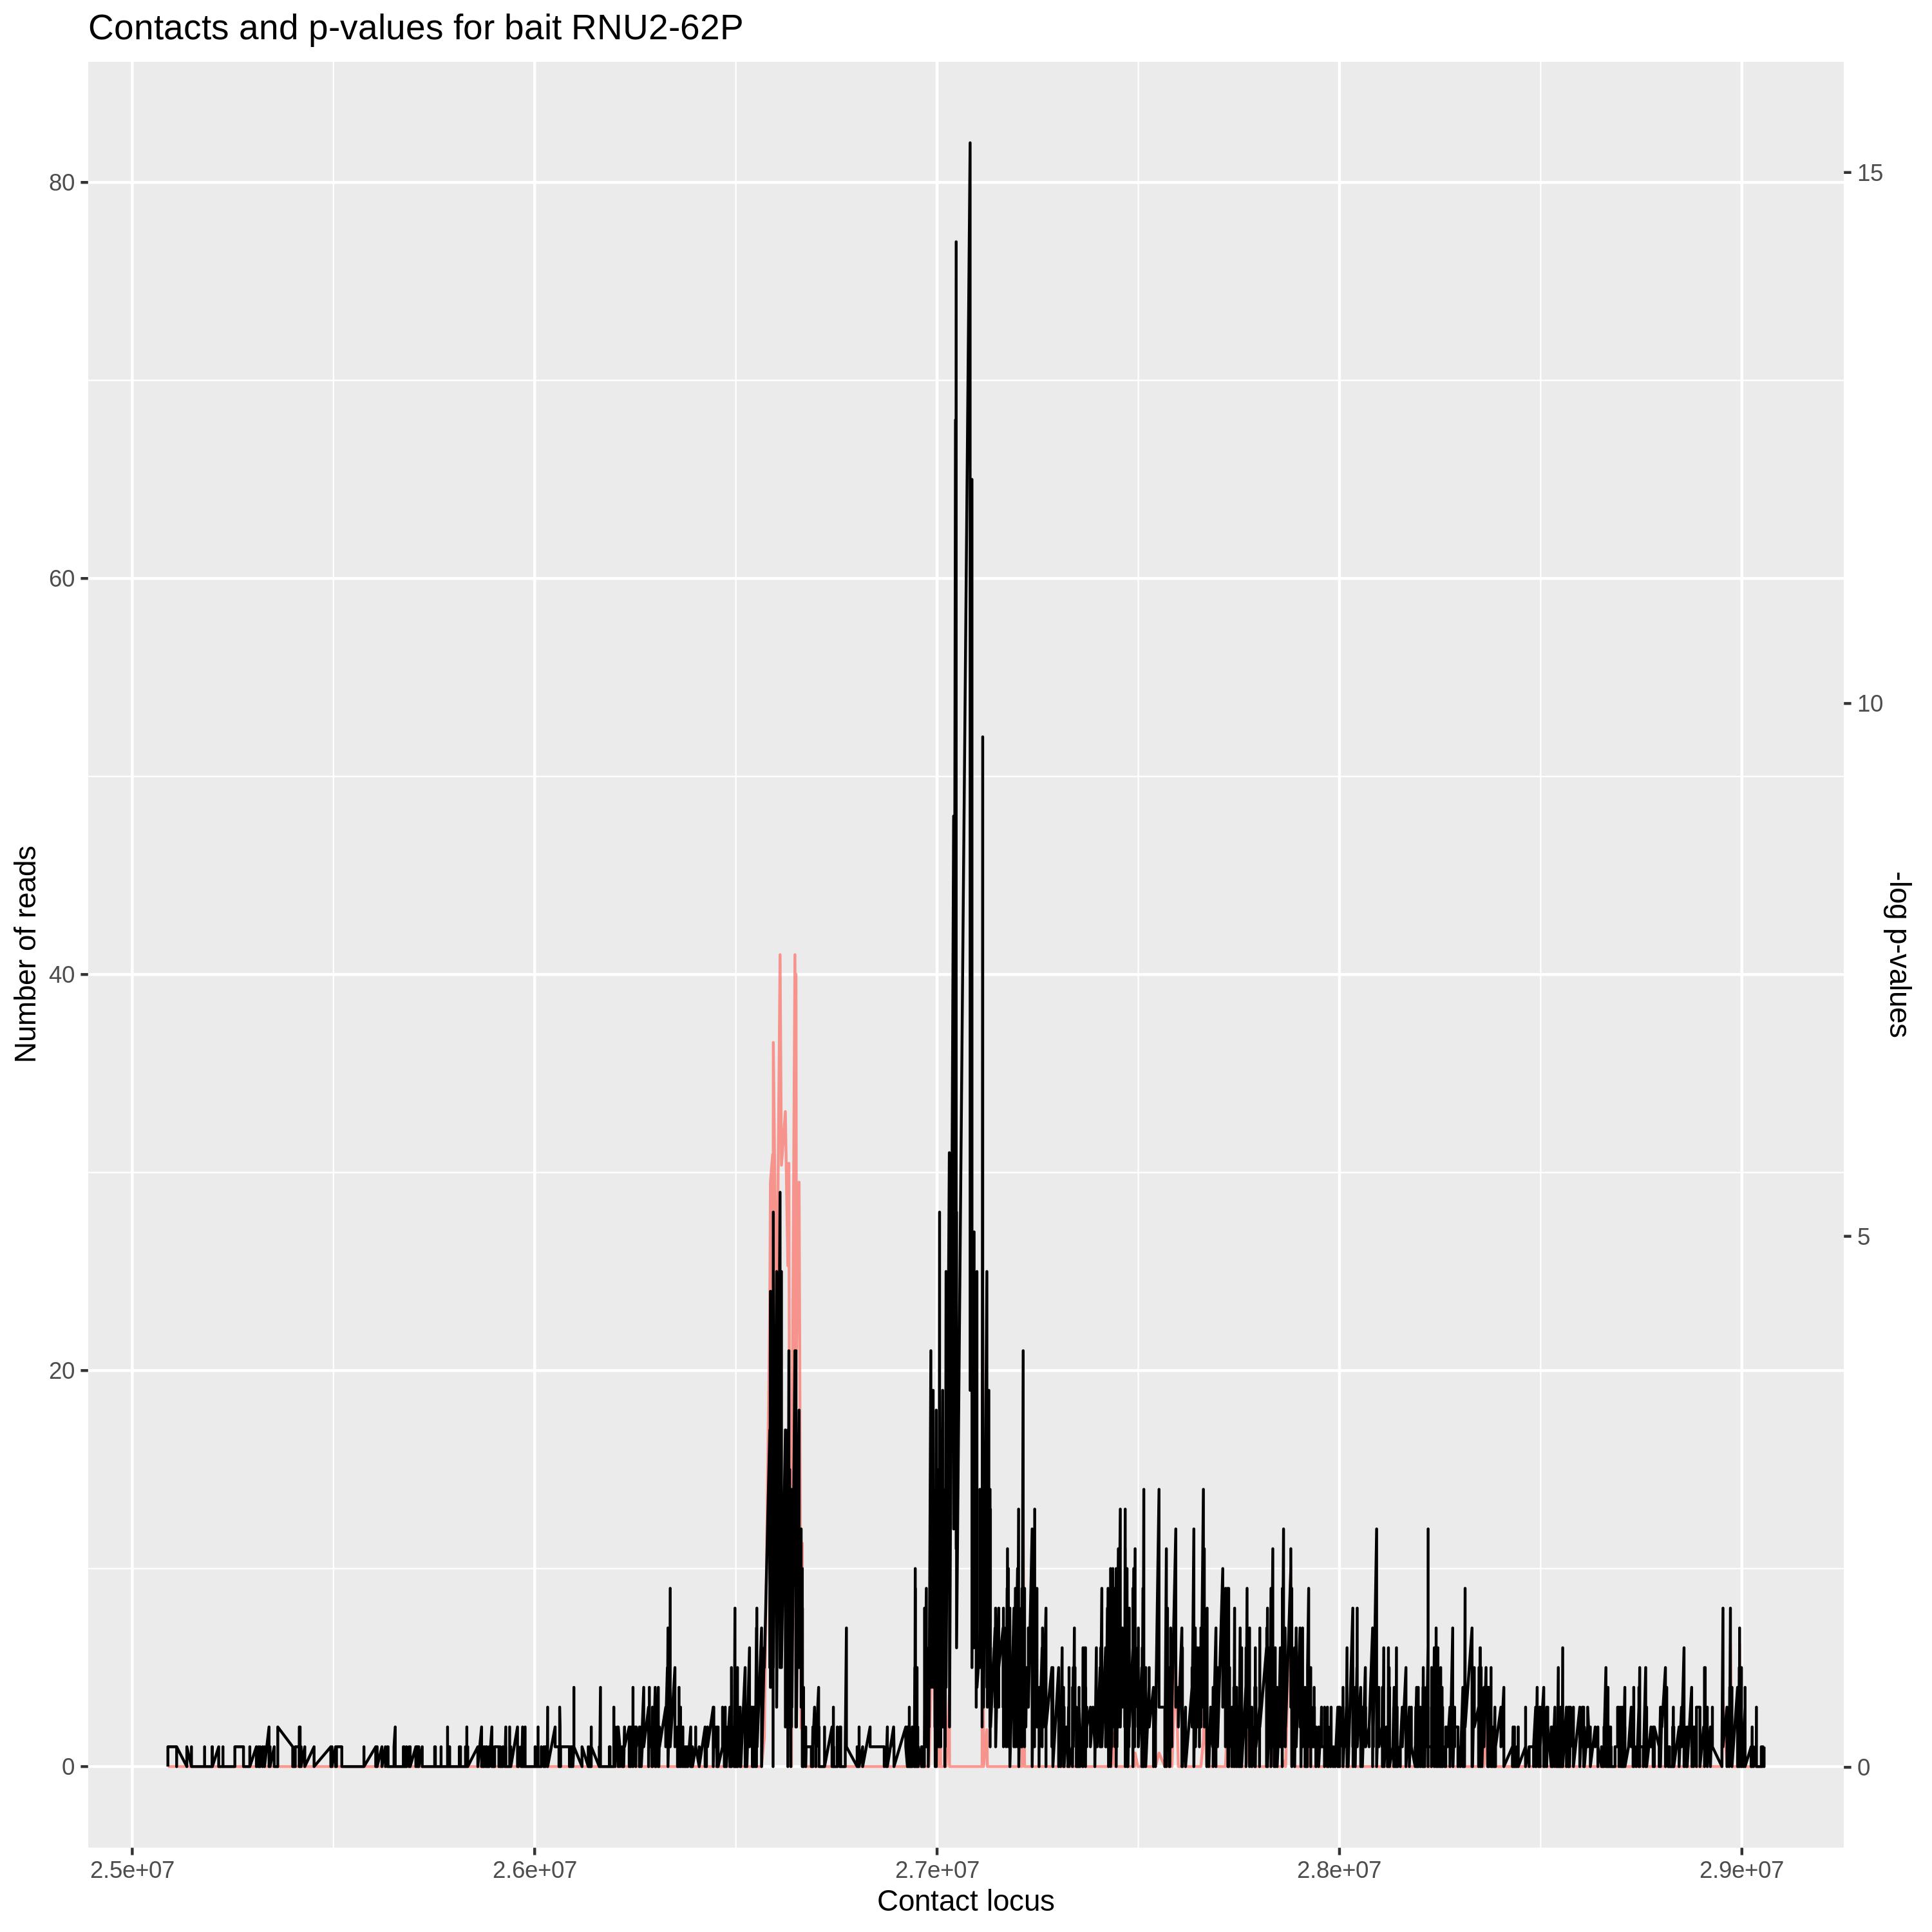 Contacts and p-values for bait RNU2-62P
80
60
40
20
0
Number of reads
15
10
5
0
-log p-values
2.5e+07 2.6e+07 2.7e+07 2.8e+07 2.9e+07
Contact locus